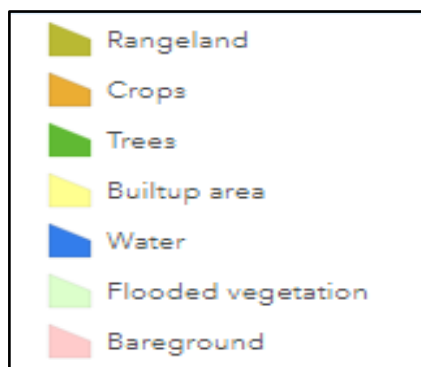 Rangeland
Crops
Trees
Builtup area
Water
Flooded vegetation
Bareground